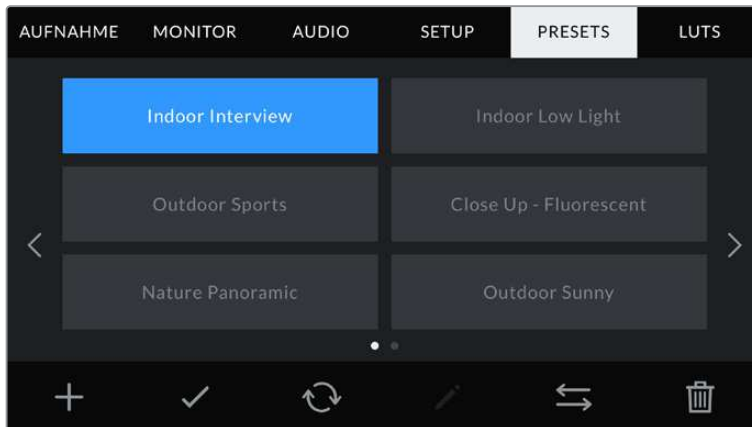 AUFNAHME MONITOR AUDIO SETUP PRESETS LUTS
Indoor Interview Indoor Low Light
Outdoor Sports Close Up - Fluorescent
Nature Panoramic Outdoor Sunny